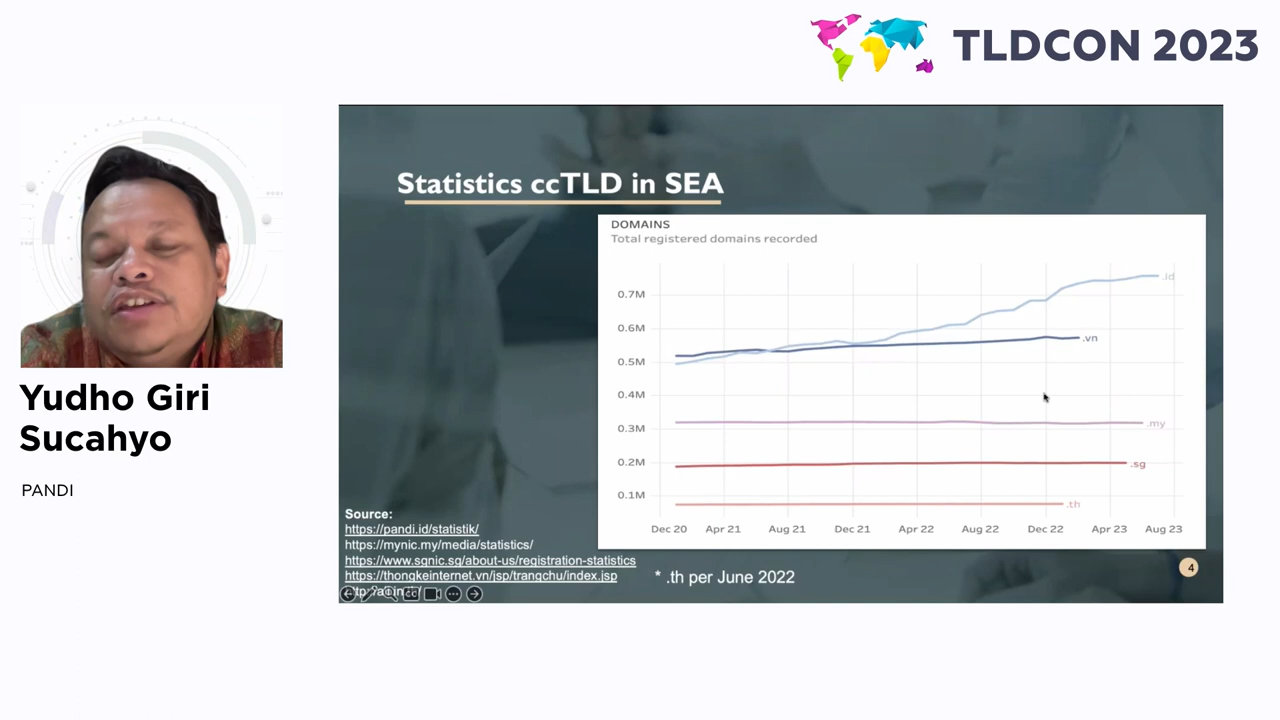 TLDCON 2023
Yudho Giri
Sucahyo
PANDI
Statistics ccTLD in SEA
DOMAINS
Total registered domains recorded
0.7M
0.6M
0.5M
0.4M
0.3M
0.2M
0.1M
.id
.vn
.my
.sg
.th
Dec 20 Apr 21 Aug 21 Dec 21 Apr 22 Aug 22 Dec 22 Apr 23 Aug 23
Source:
https://pandi.id/statistik/
https://mynic.my/media/statistics/
https://www.sgnic.sg/about-us/registration-statistics
https://thongkeinternet.vn/jsp/trangchu/index.jsp
* .th per June 2022
4